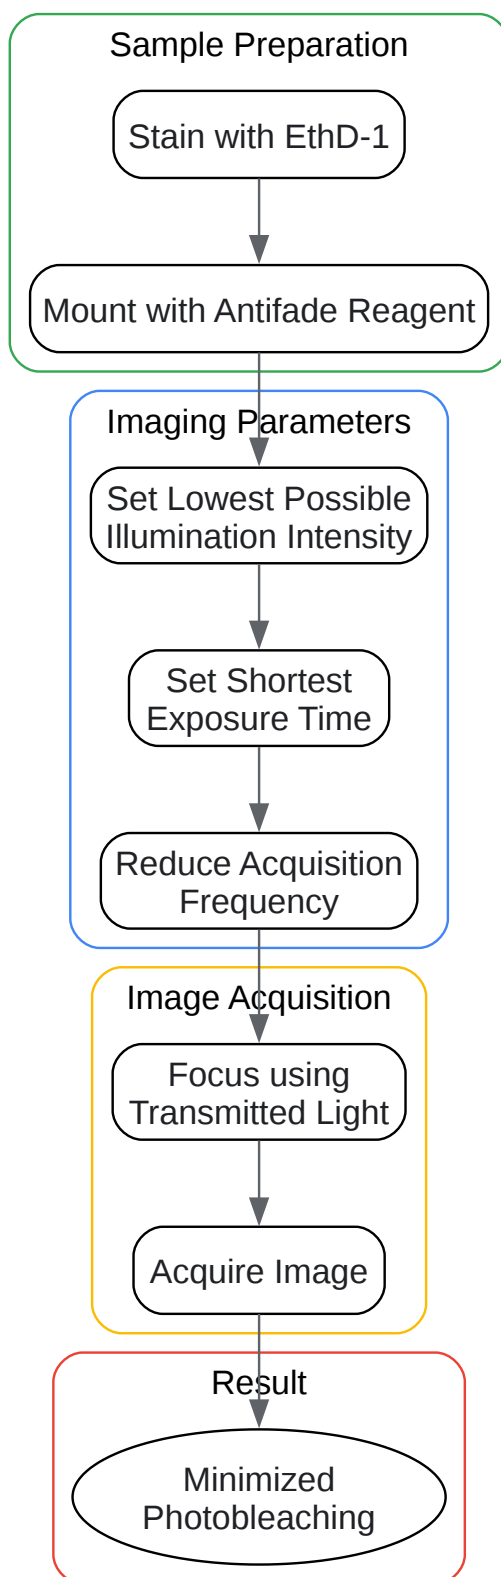 Sample Preparation
Stain with EthD-1
Mount with Antifade Reagent
Imaging Parameters
Set Lowest Possible
Illumination Intensity
Set Shortest
Exposure Time
Reduce Acquisition
Frequency
Image Acquisition
Focus using
Transmitted Light
Acquire Image
Result
Minimized
Photobleaching